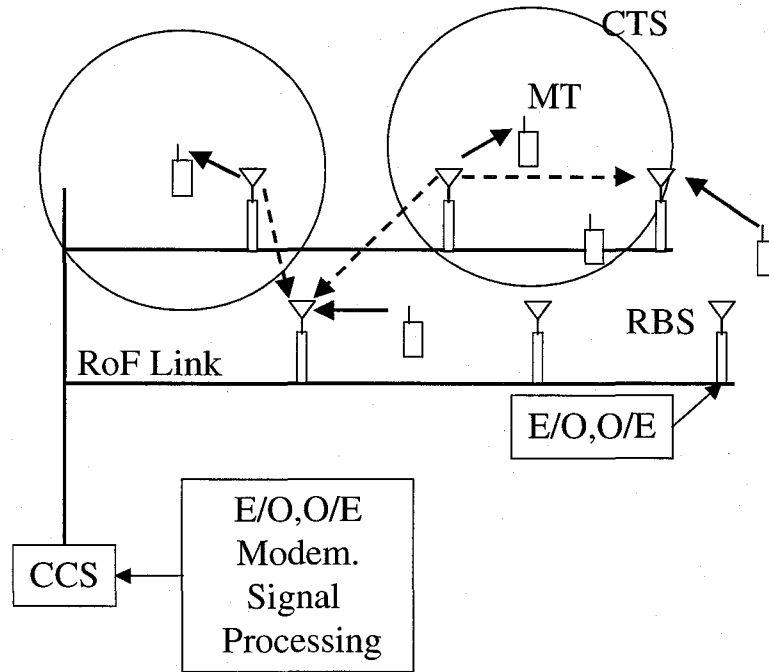 CTS
MT
RBS
RoF Link
E/O,O/E
E/O,O/E
Modem.
Signal
Processing
CCS